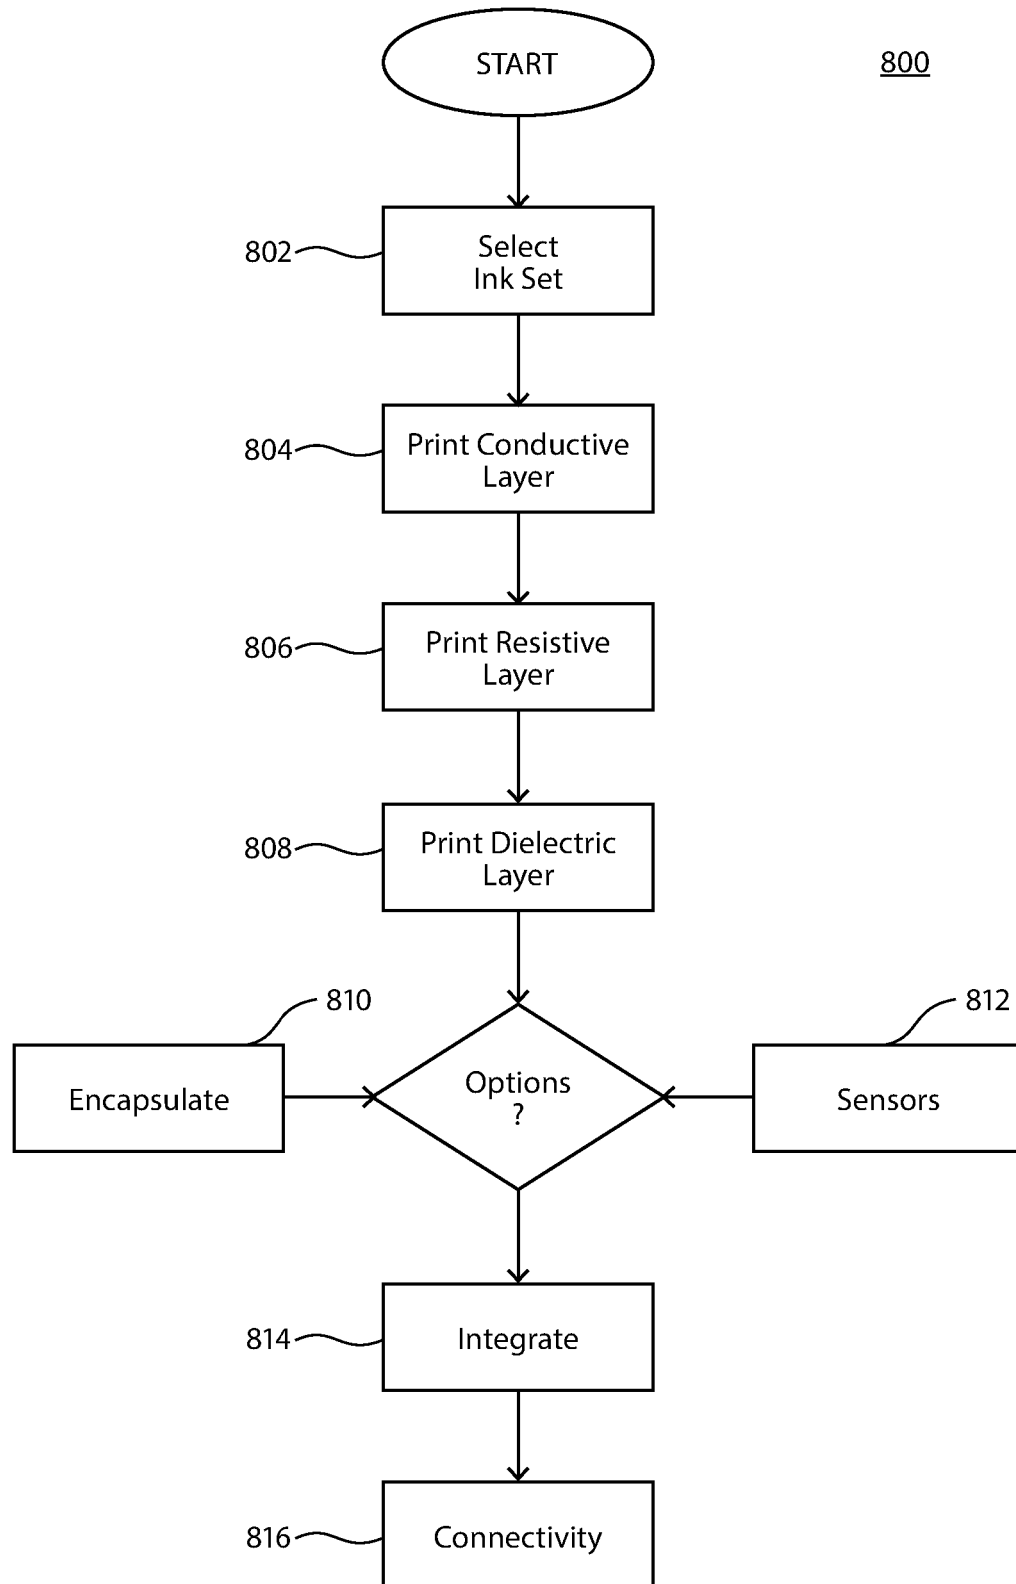 START
800
802
Select
Ink Set
804
Print Conductive
Layer
806
Print Resistive
Layer
808
Print Dielectric
Layer
810
812
Encapsulate
Options
?
Sensors
814
Integrate
816
Connectivity